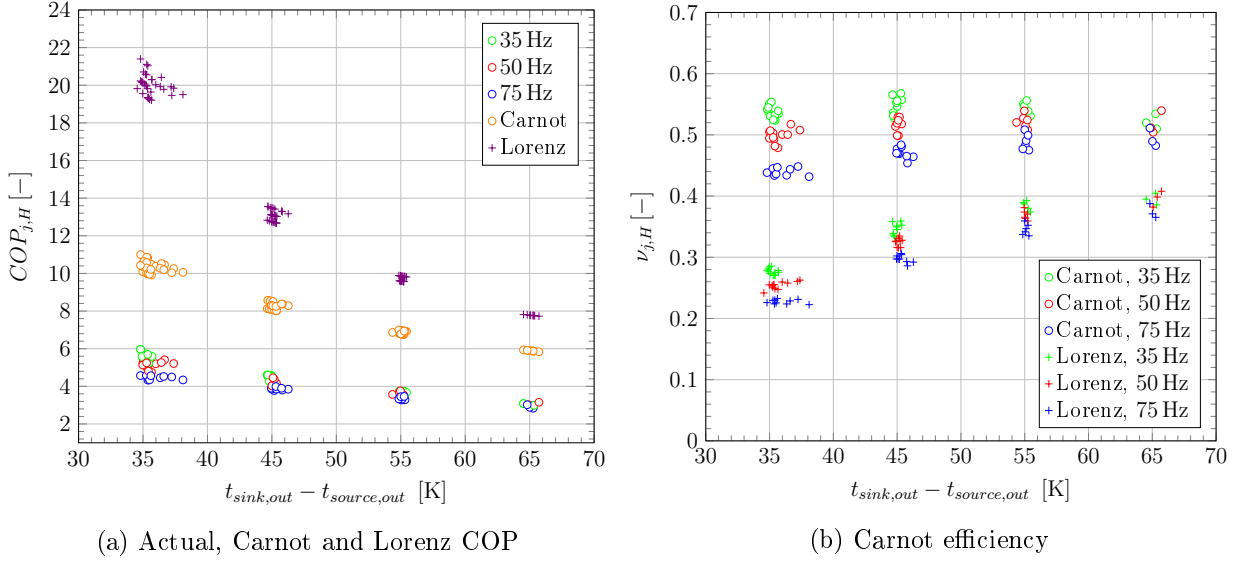 24
22
20
18
16
14
12
10
8
6
4
2
30 35 40 45 50 55 60 65 70
COP_{j,H} [−]
t_{sink,out} − t_{source,out} [K]
35 Hz
50 Hz
75 Hz
Carnot
Lorenz
(a) Actual, Carnot and Lorenz COP
0.7
0.6
0.5
0.4
0.3
0.2
0.1
0
30 35 40 45 50 55 60 65 70
ν_{j,H} [−]
t_{sink,out} − t_{source,out} [K]
Carnot, 35 Hz
Carnot, 50 Hz
Carnot, 75 Hz
Lorenz, 35 Hz
Lorenz, 50 Hz
Lorenz, 75 Hz
(b) Carnot efficiency